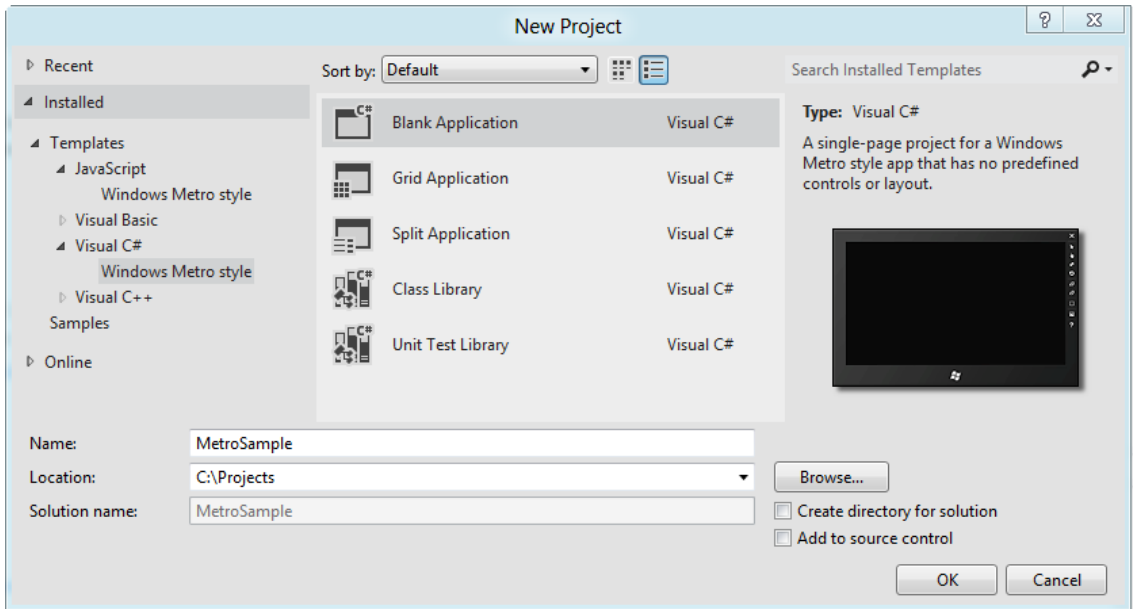 New Project
?
Recent
Installed
Templates
JavaScript
Windows Metro style
Visual Basic
Visual C#
Windows Metro style
Visual C++
Samples
Online
Sort by: Default
C# Blank Application Visual C#
Grid Application Visual C#
Split Application Visual C#
C# Class Library Visual C#
C# Unit Test Library Visual C#
Search Installed Templates
Type: Visual C#
A single-page project for a Windows
Metro style app that has no predefined
controls or layout.
Name: MetroSample
Location: C:\Projects
Browse...
Solution name: MetroSample
Create directory for solution
Add to source control
OK Cancel